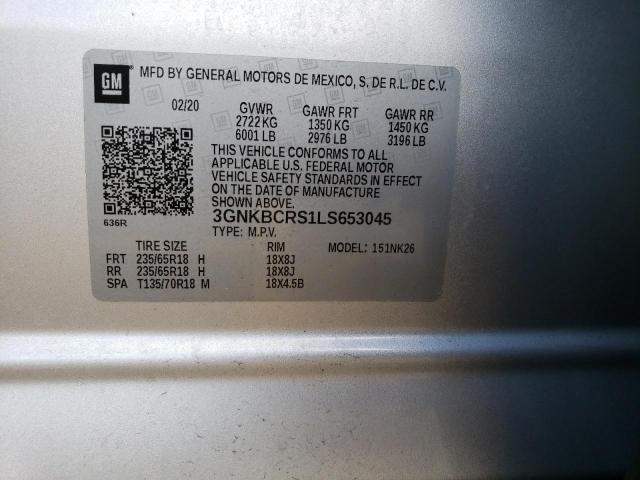 GM
MFD BY GENERAL MOTORS DE MEXICO, S. DE R.L. DE C.V.
02/20 GVWR GAWR FRT GAWR RR
2722 KG 1350 KG 1450 KG
6001 LB 2976 LB 3196 LB
THIS VEHICLE CONFORMS TO ALL
APPLICABLE U.S. FEDERAL MOTOR
VEHICLE SAFETY STANDARDS IN EFFECT
ON THE DATE OF MANUFACTURE
SHOWN ABOVE.
636R 3GNKBCRS1LS653045
TYPE: M.P.V.
TIRE SIZE RIM MODEL: 151NK26
FRT 235/65R18 H 18X8J
RR 235/65R18 H 18X8J
SPA T135/70R18 M 18X4.5B